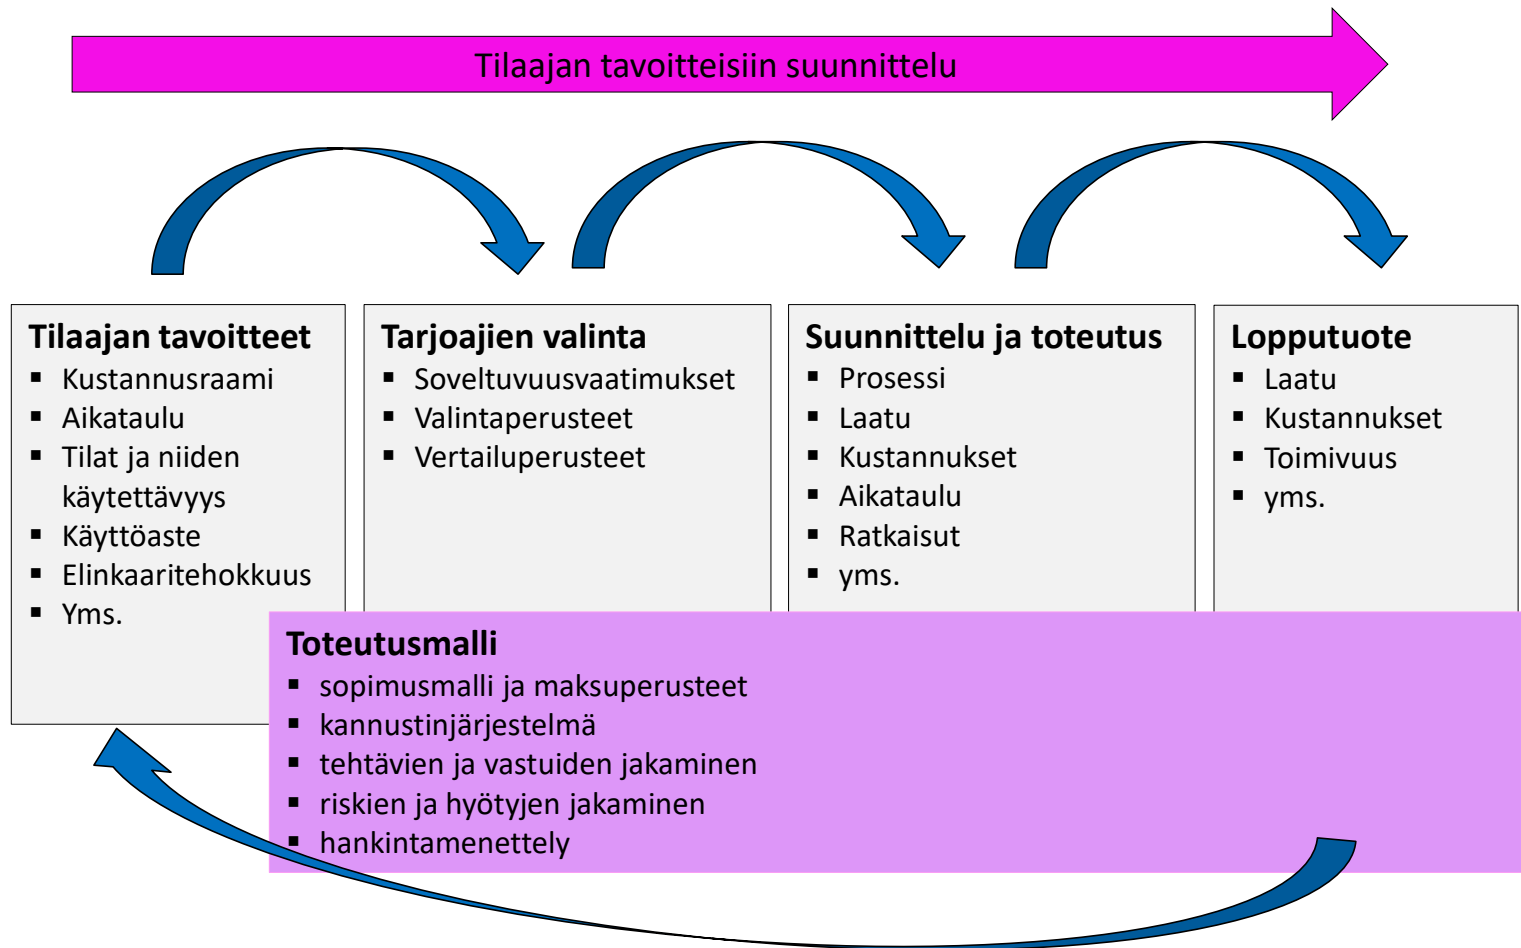 Tilaajan tavoitteisiin suunnittelu
Tilaajan tavoitteet
▪ Kustannusraami
▪ Aikataulu
▪ Tilat ja niiden
käytettävyys
▪ Käyttöaste
▪ Elinkaaritehokkuus
▪ Yms.
Tarjoajien valinta
▪ Soveltuvuusvaatimukset
▪ Valintaperusteet
▪ Vertailuperusteet
Suunnittelu ja toteutus
▪ Prosessi
▪ Laatu
▪ Kustannukset
▪ Aikataulu
▪ Ratkaisut
▪ yms.
Lopputuote
▪ Laatu
▪ Kustannukset
▪ Toimivuus
▪ yms.
Toteutusmalli
▪ sopimusmalli ja maksuperusteet
▪ kannustinjärjestelmä
▪ tehtävien ja vastuiden jakaminen
▪ riskien ja hyötyjen jakaminen
▪ hankintamenettely